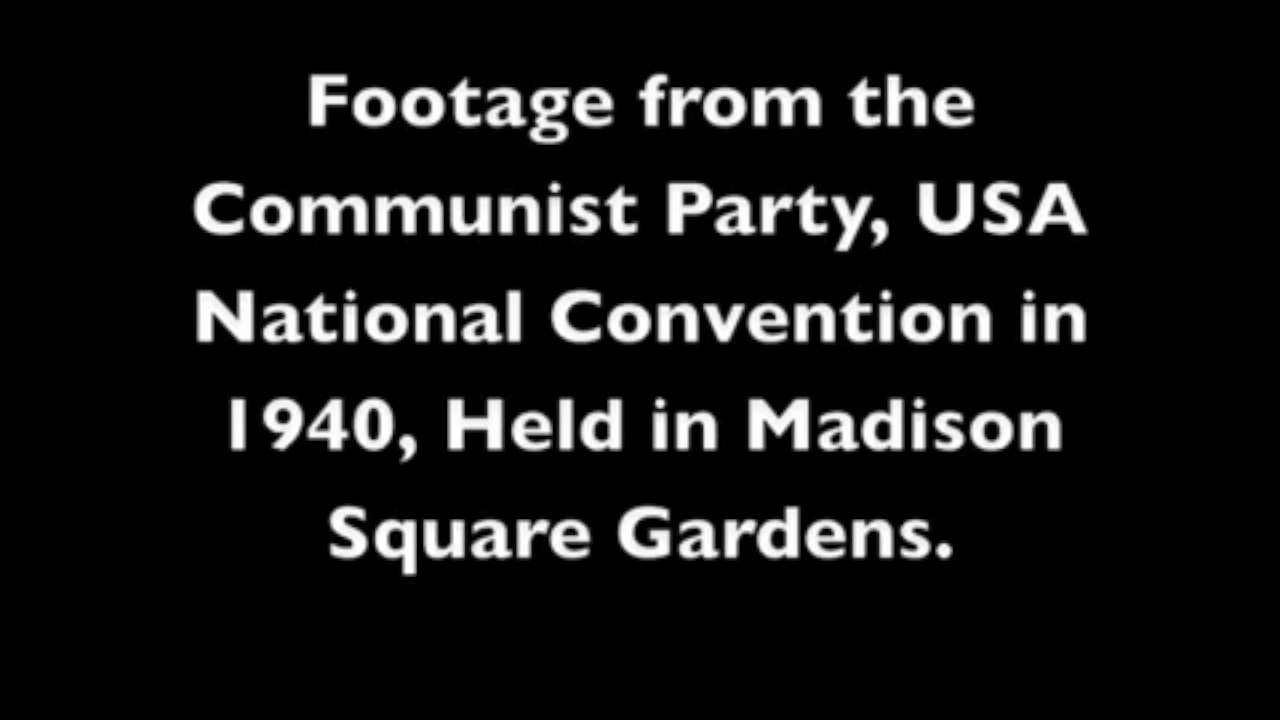 Footage from the
Communist Party, USA
National Convention in
1940, Held in Madison
Square Gardens.